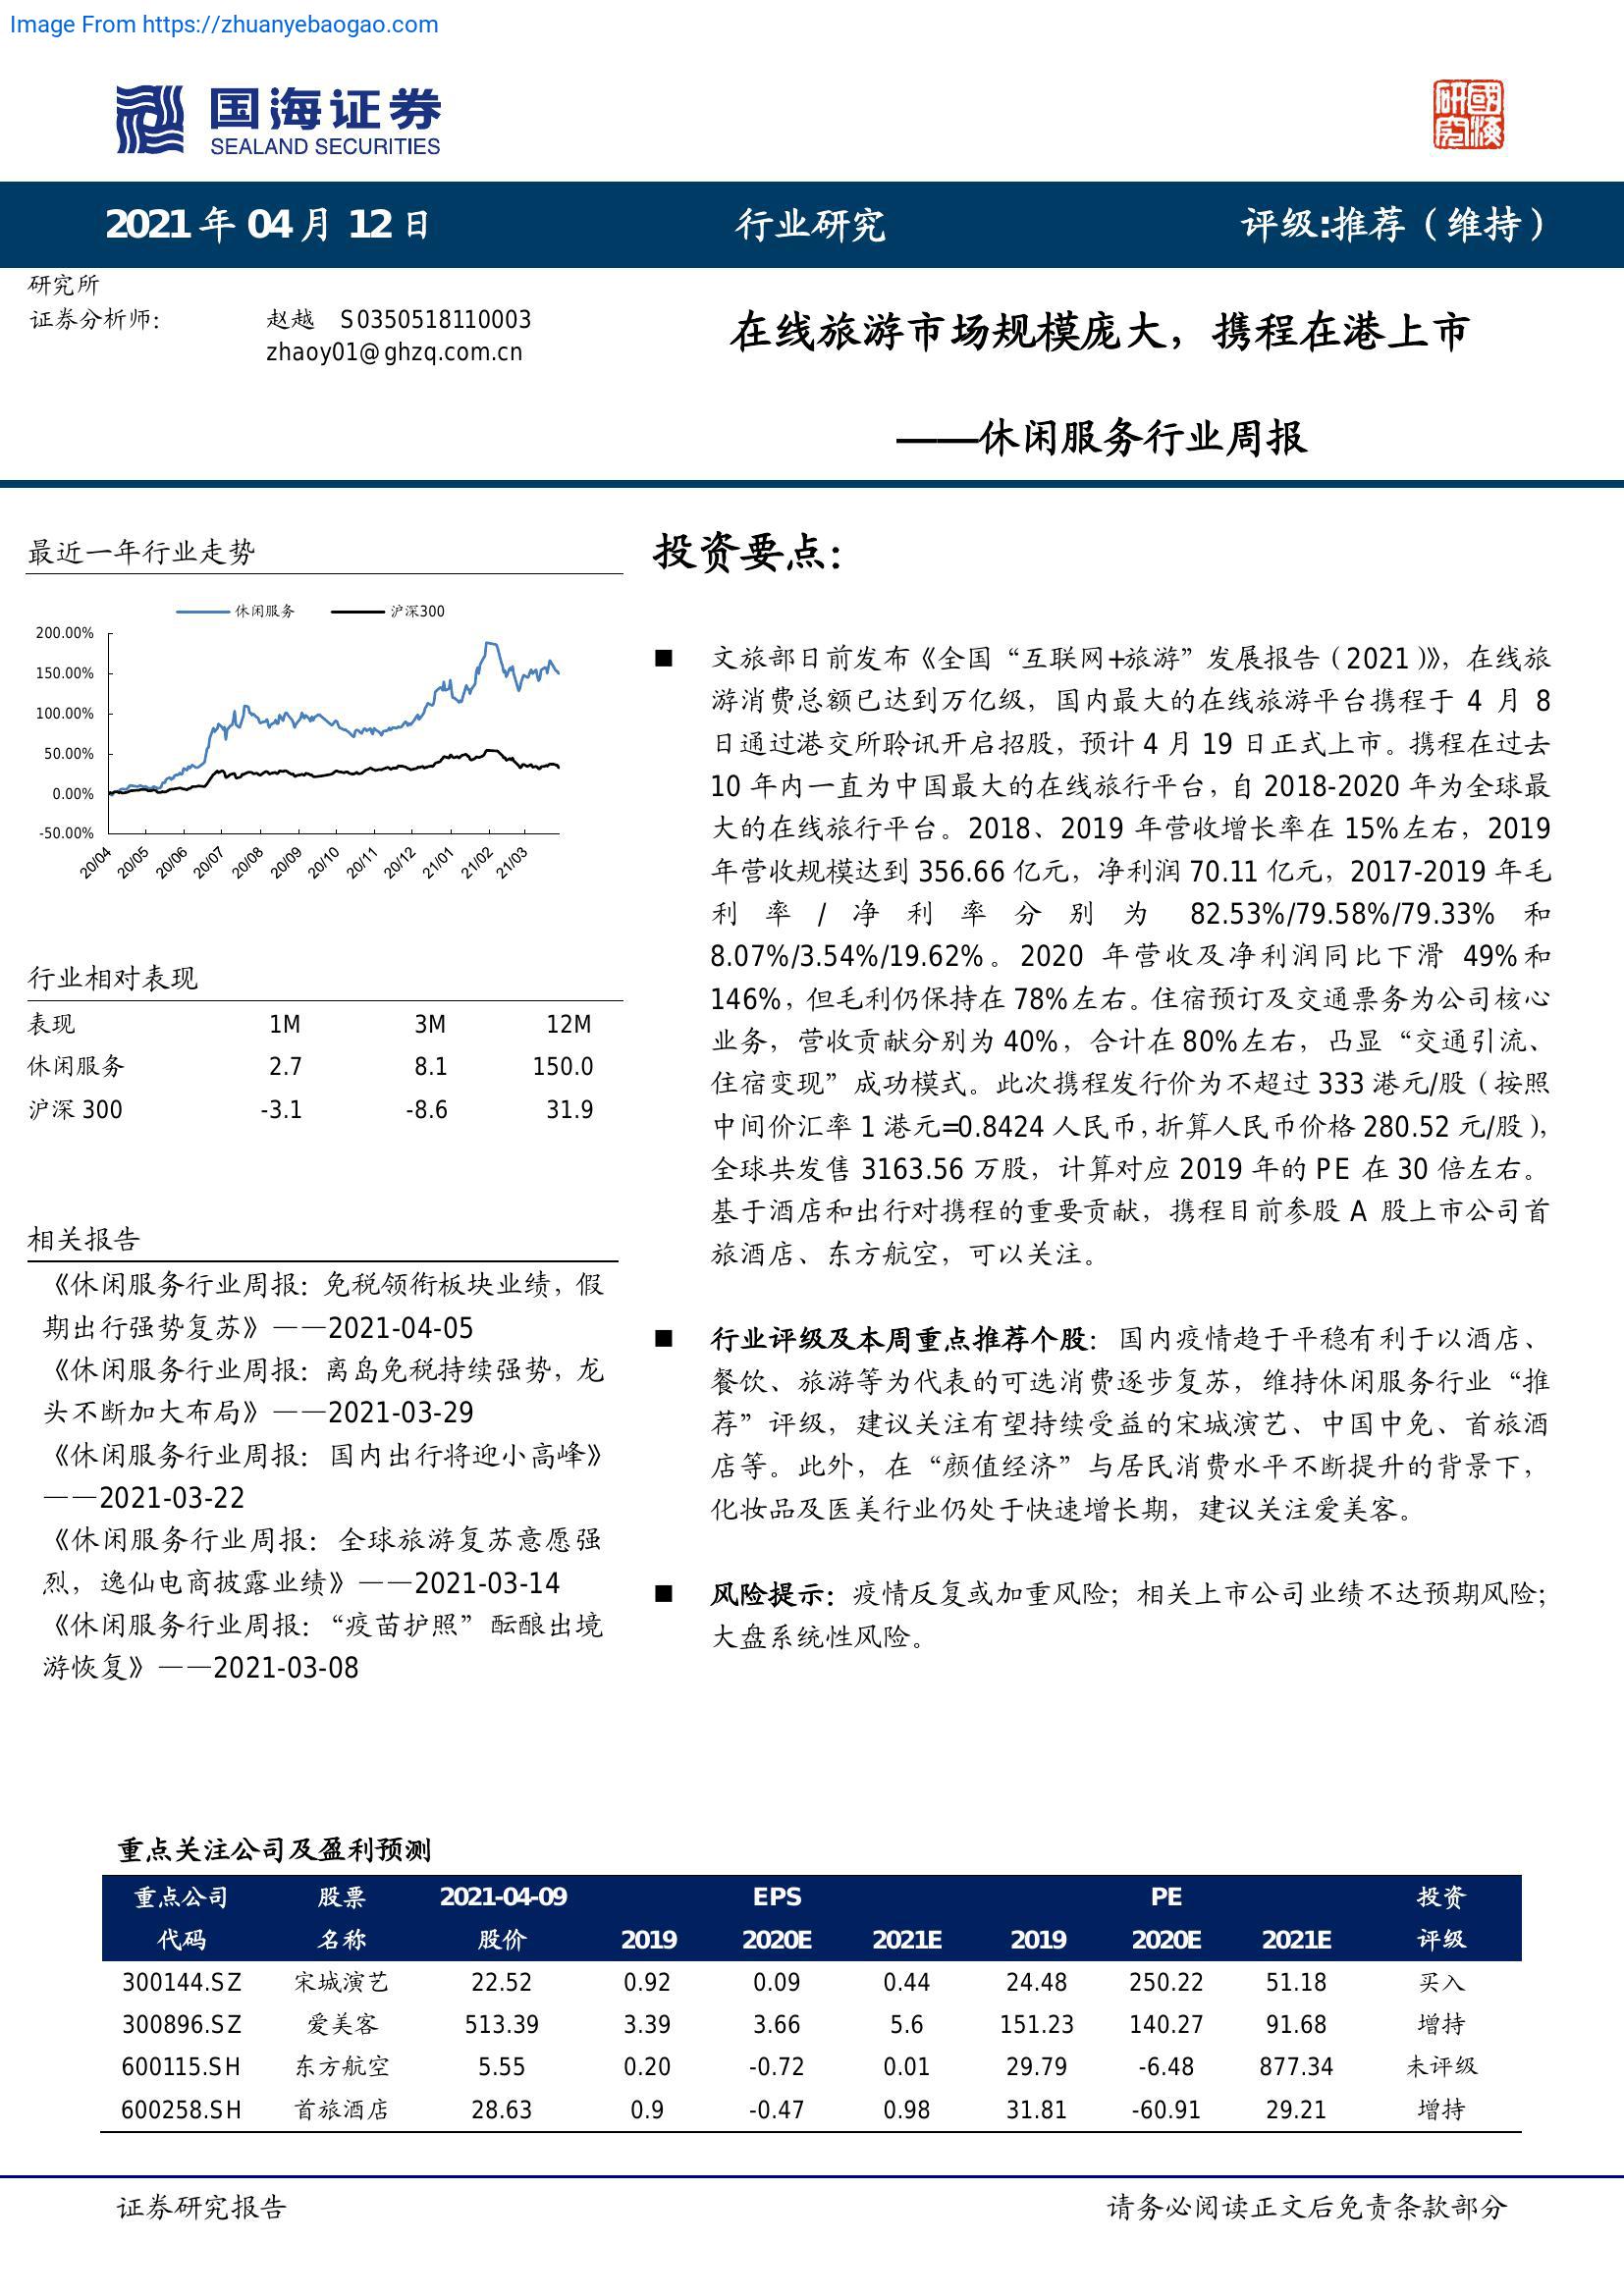 Image From https://zhuanyebaogao.com
国海证券
SEALAND SECURITIES
國海研究
2021 年 04 月 12 日 行业研究 评级:推荐（维持）
研究所
证券分析师： 赵越 S0350518110003
zhaoy01@ghzq.com.cn
在线旅游市场规模庞大，携程在港上市
——休闲服务行业周报
最近一年行业走势
休闲服务 沪深300
200.00%
150.00%
100.00%
50.00%
0.00%
-50.00%
20/04 20/05 20/06 20/07 20/08 20/09 20/10 20/11 20/12 21/01 21/02 21/03
行业相对表现
表现 1M 3M 12M
休闲服务 2.7 8.1 150.0
沪深 300 -3.1 -8.6 31.9
相关报告
《休闲服务行业周报：免税领衔板块业绩，假
期出行强势复苏》——2021-04-05
《休闲服务行业周报：离岛免税持续强势，龙
头不断加大布局》——2021-03-29
《休闲服务行业周报：国内出行将迎小高峰》
——2021-03-22
《休闲服务行业周报：全球旅游复苏意愿强
烈，逸仙电商披露业绩》——2021-03-14
《休闲服务行业周报：“疫苗护照”酝酿出境
游恢复》——2021-03-08
投资要点：
■ 文旅部日前发布《全国“互联网+旅游”发展报告（2021）》，在线旅
游消费总额已达到万亿级，国内最大的在线旅游平台携程于 4 月 8
日通过港交所聆讯开启招股，预计 4 月 19 日正式上市。携程在过去
10 年内一直为中国最大的在线旅行平台，自 2018-2020 年为全球最
大的在线旅行平台。2018、2019 年营收增长率在 15%左右，2019
年营收规模达到 356.66 亿元，净利润 70.11 亿元，2017-2019 年毛
利率/净利率分别为 82.53%/79.58%/79.33% 和
8.07%/3.54%/19.62%。2020 年营收及净利润同比下滑 49%和
146%，但毛利仍保持在 78%左右。住宿预订及交通票务为公司核心
业务，营收贡献分别为 40%，合计在 80%左右，凸显“交通引流、
住宿变现”成功模式。此次携程发行价为不超过 333 港元/股（按照
中间价汇率 1 港元=0.8424 人民币，折算人民币价格 280.52 元/股），
全球共发售 3163.56 万股，计算对应 2019 年的 PE 在 30 倍左右。
基于酒店和出行对携程的重要贡献，携程目前参股 A 股上市公司首
旅酒店、东方航空，可以关注。
■ 行业评级及本周重点推荐个股：国内疫情趋于平稳有利于以酒店、
餐饮、旅游等为代表的可选消费逐步复苏，维持休闲服务行业“推
荐”评级，建议关注有望持续受益的宋城演艺、中国中免、首旅酒
店等。此外，在“颜值经济”与居民消费水平不断提升的背景下，
化妆品及医美行业仍处于快速增长期，建议关注爱美客。
■ 风险提示：疫情反复或加重风险；相关上市公司业绩不达预期风险；
大盘系统性风险。
重点关注公司及盈利预测
重点公司 股票 2021-04-09 EPS PE 投资
代码 名称 股价 2019 2020E 2021E 2019 2020E 2021E 评级
300144.SZ 宋城演艺 22.52 0.92 0.09 0.44 24.48 250.22 51.18 买入
300896.SZ 爱美客 513.39 3.39 3.66 5.6 151.23 140.27 91.68 增持
600115.SH 东方航空 5.55 0.20 -0.72 0.01 29.79 -6.48 877.34 未评级
600258.SH 首旅酒店 28.63 0.9 -0.47 0.98 31.81 -60.91 29.21 增持
证券研究报告 请务必阅读正文后免责条款部分